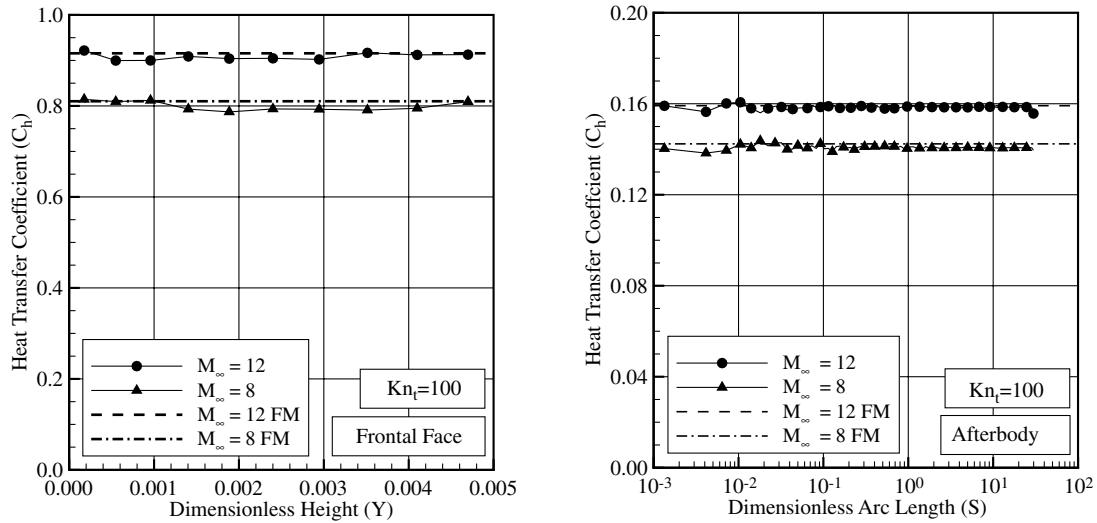 1.0
0.8
0.6
0.4
0.2
0.0
Heat Transfer Coefficient (C_h)
M_∞ = 12
M_∞ = 8
M_∞ = 12 FM
M_∞ = 8 FM
Kn_t=100
Frontal Face
0.000 0.001 0.002 0.003 0.004 0.005
Dimensionless Height (Y)
0.20
0.16
0.12
0.08
0.04
0.00
Heat Transfer Coeffcient (C_h)
M_∞ = 12
M_∞ = 8
M_∞ = 12 FM
M_∞ = 8 FM
Kn_t=100
Afterbody
10^-3 10^-2 10^-1 10^0 10^1 10^2
Dimensionless Arc Length (S)